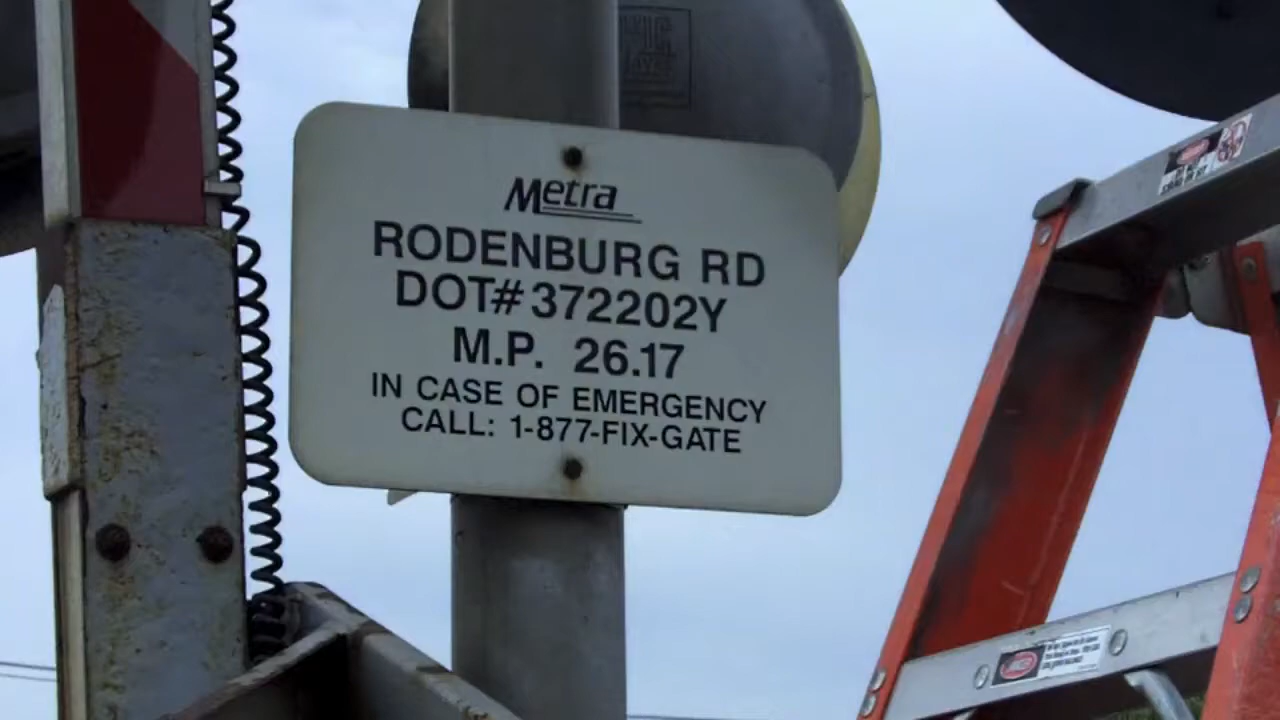 Metra
RODENBURG RD
DOT#372202Y
M.P. 26.17
IN CASE OF EMERGENCY
CALL: 1-877-FIX-GATE